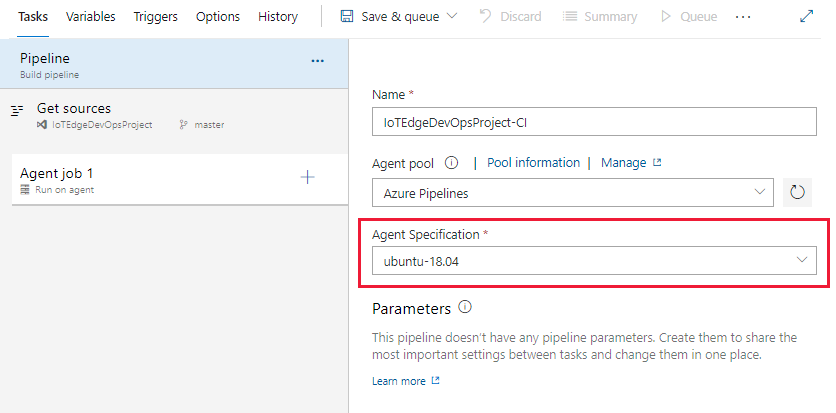 Tasks Variables Triggers Options History Save & queue Discard Summary Queue ...
Pipeline ...
Build pipeline
Get sources
IoTEdgeDevOpsProject master
Agent job 1 +
Run on agent
Name *
IoTEdgeDevOpsProject-CI
Agent pool | Pool information | Manage
Azure Pipelines
Agent Specification *
ubuntu-18.04
Parameters
This pipeline doesn't have any pipeline parameters. Create them to share the
most important settings between tasks and change them in one place.
Learn more